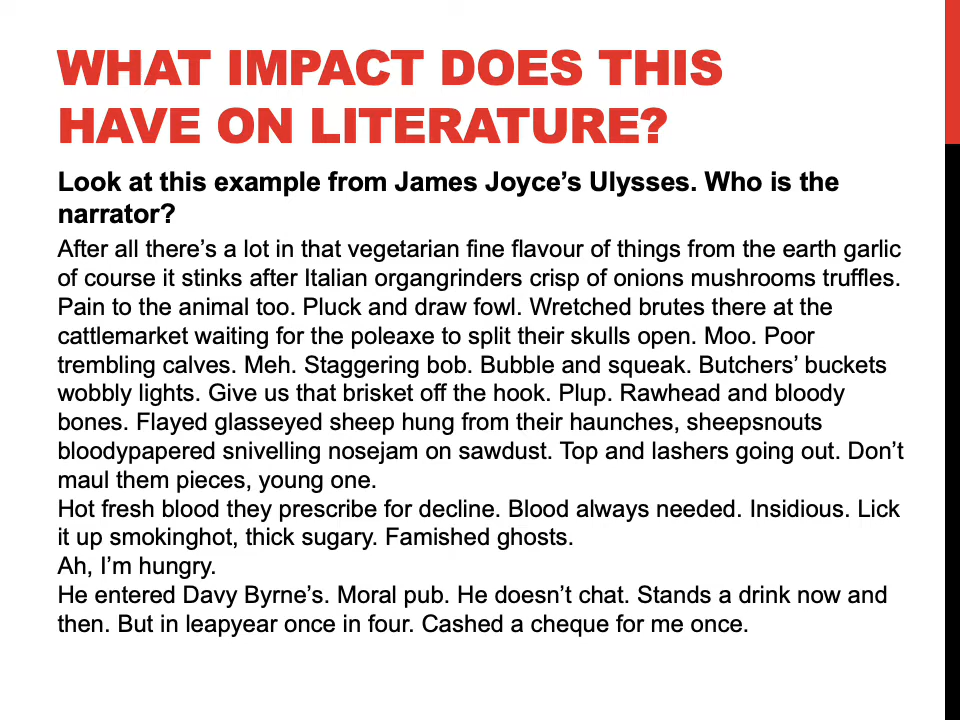 WHAT IMPACT DOES THIS
HAVE ON LITERATURE?
Look at this example from James Joyce’s Ulysses. Who is the
narrator?
After all there’s a lot in that vegetarian fine flavour of things from the earth garlic
of course it stinks after Italian organgrinders crisp of onions mushrooms truffles.
Pain to the animal too. Pluck and draw fowl. Wretched brutes there at the
cattlemarket waiting for the poleaxe to split their skulls open. Moo. Poor
trembling calves. Meh. Staggering bob. Bubble and squeak. Butchers’ buckets
wobbly lights. Give us that brisket off the hook. Plup. Rawhead and bloody
bones. Flayed glasseyed sheep hung from their haunches, sheepsnouts
bloodypapered snivelling nosejam on sawdust. Top and lashers going out. Don’t
maul them pieces, young one.
Hot fresh blood they prescribe for decline. Blood always needed. Insidious. Lick
it up smokinghot, thick sugary. Famished ghosts.
Ah, I’m hungry.
He entered Davy Byrne’s. Moral pub. He doesn’t chat. Stands a drink now and
then. But in leapyear once in four. Cashed a cheque for me once.